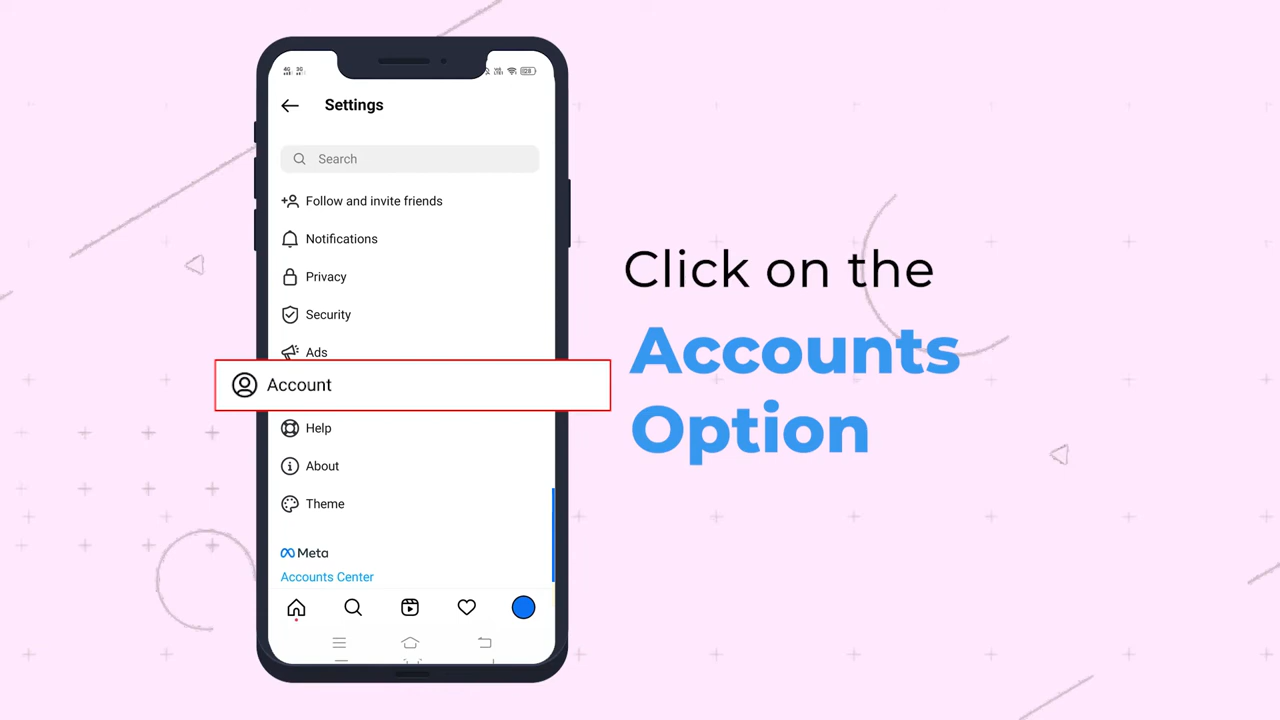 Settings
Search
Follow and invite friends
Notifications
Privacy
Security
Ads
Account
Help
About
Theme
Meta
Accounts Center
Click on the
Accounts
Option